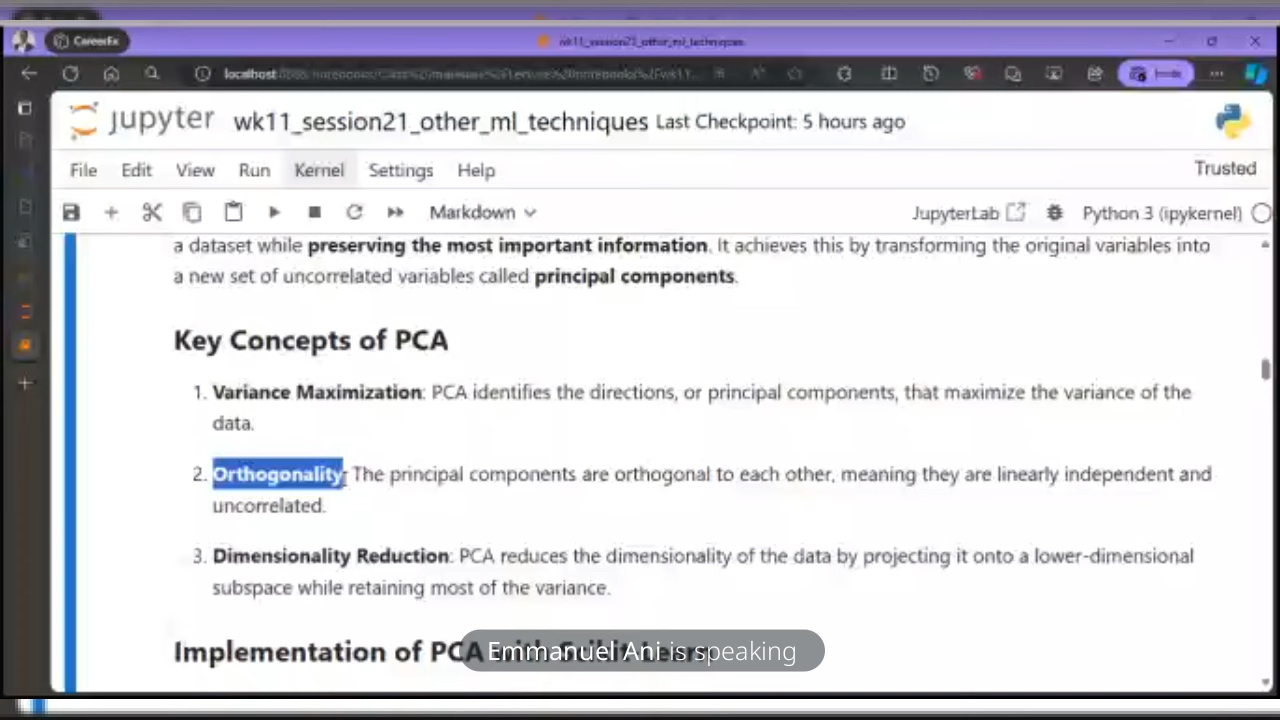 CareerEx
wk11_session21_other_ml_techniques
localhost
jupyter wk11_session21_other_ml_techniques Last Checkpoint: 5 hours ago
File Edit View Run Kernel Settings Help Trusted
Markdown JupyterLab Python 3 (ipykernel)
a dataset while preserving the most important information. It achieves this by transforming the original variables into
a new set of uncorrelated variables called principal components.
Key Concepts of PCA
1. Variance Maximization: PCA identifies the directions, or principal components, that maximize the variance of the
data.
2. Orthogonality: The principal components are orthogonal to each other, meaning they are linearly independent and
uncorrelated.
3. Dimensionality Reduction: PCA reduces the dimensionality of the data by projecting it onto a lower-dimensional
subspace while retaining most of the variance.
Implementation of PCA with
Emmanuel Ani is speaking